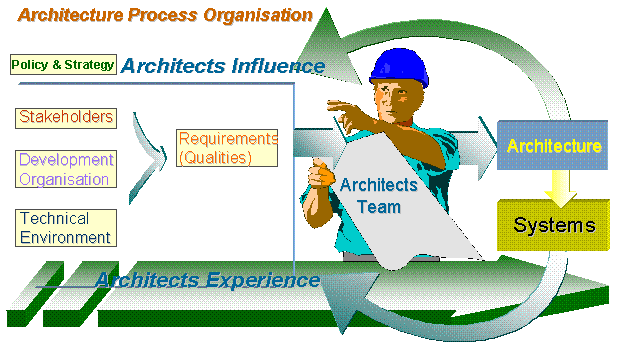 Architecture Process Organisation
Policy & Strategy
Architects Influence
Stakeholders
Development
Organisation
Technical
Environment
Requirements
(Qualities)
Architects
Team
Architecture
Systems
Architects Experience